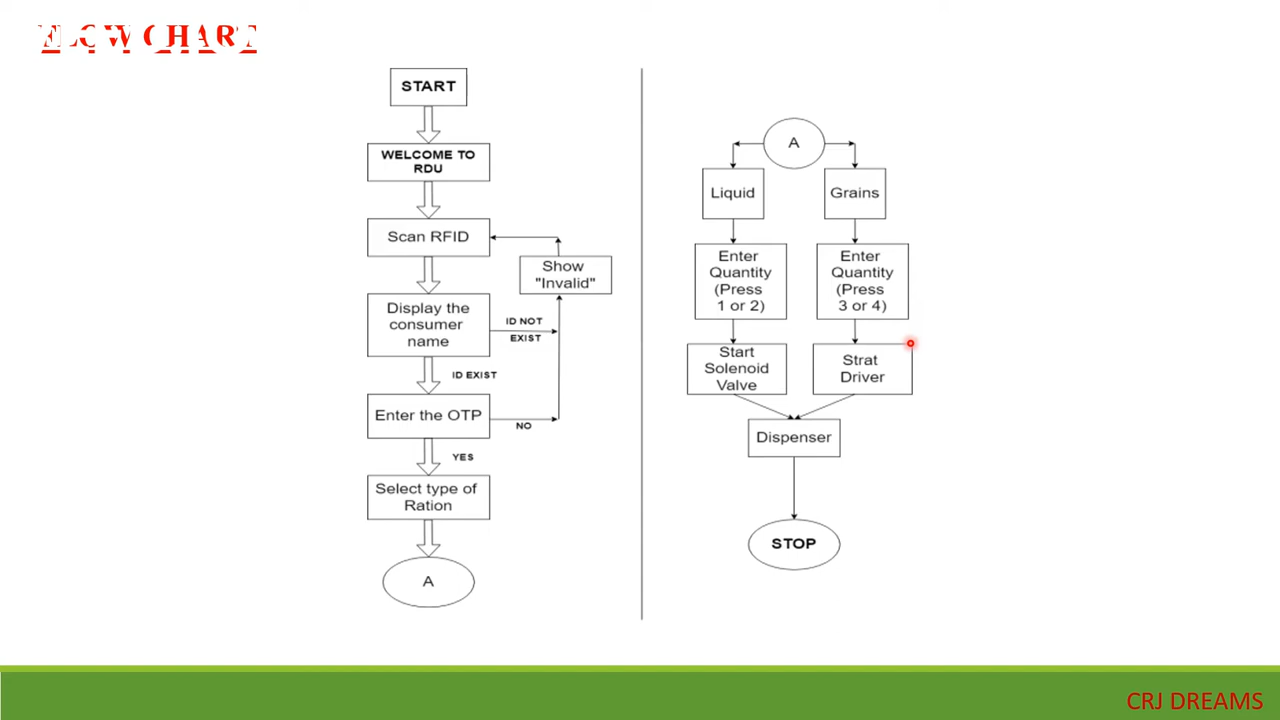 FLOW CHART
START
WELCOME TO
RDU
Scan RFID
Show
"Invalid"
Display the
consumer
name
ID NOT
EXIST
ID EXIST
Enter the OTP
NO
YES
Select type of
Ration
A
A
Liquid
Grains
Enter
Quantity
(Press
1 or 2)
Enter
Quantity
(Press
3 or 4)
Start
Solenoid
Valve
Strat
Driver
Dispenser
STOP
CRJ DREAMS